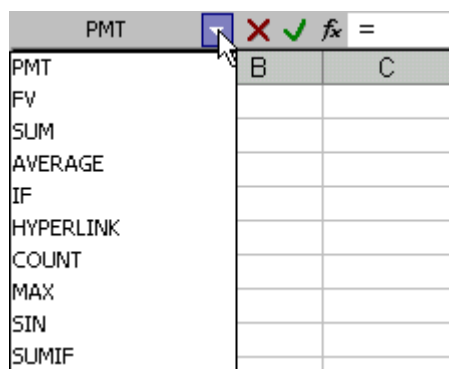 PMT fx =
PMT B C
FV
SUM
AVERAGE
IF
HYPERLINK
COUNT
MAX
SIN
SUMIF